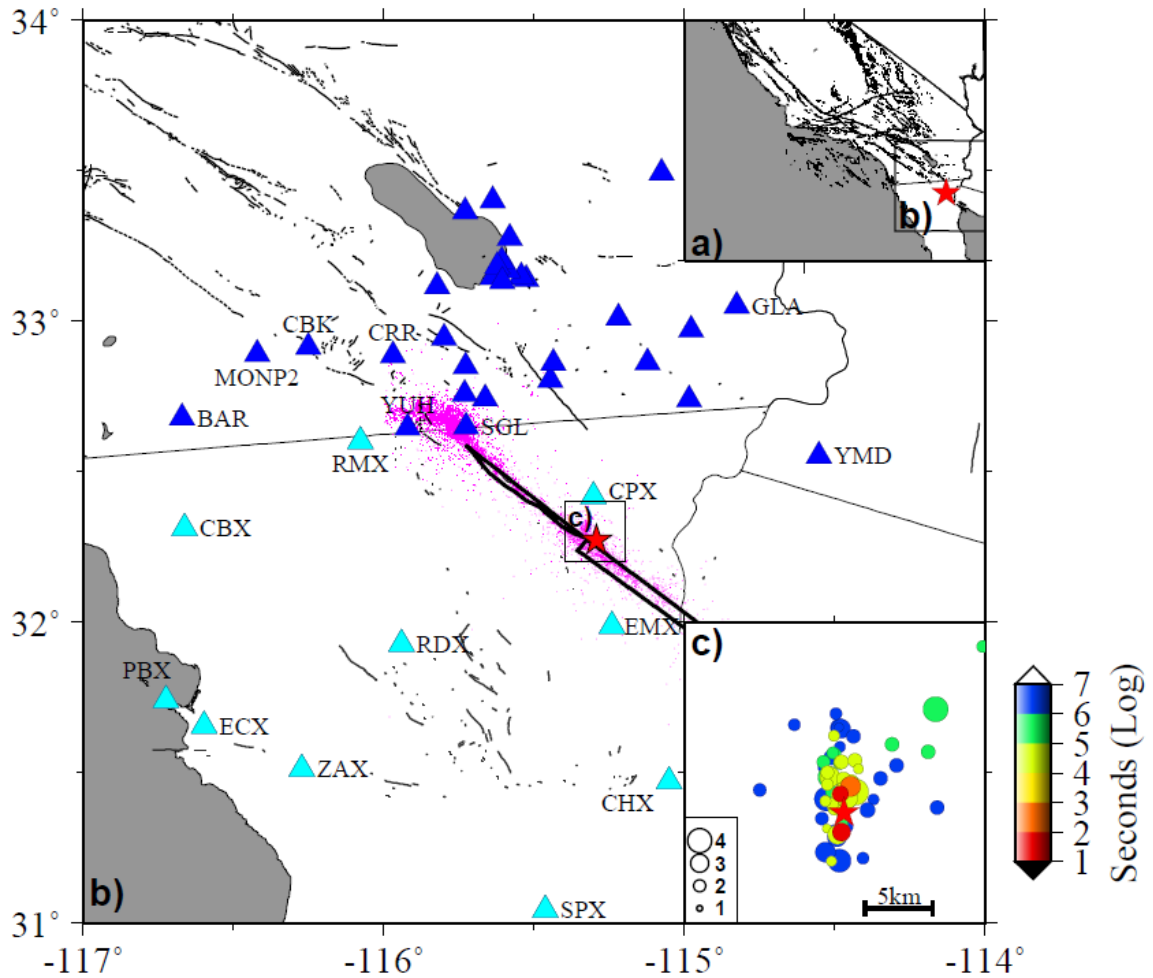 34°
33°
32°
31°
-117°
-116°
-115°
-114°
a)
b)
GLA
CBK
CRR
MONP2
BAR
YUH
SGL
RMX
YMD
CPX
c)
CBX
EMX
RDX
PBX
ECX
ZAX
CHX
SPX
b)
c)
4
3
2
1
5km
7
6
5
4
3
2
1
Seconds (Log)